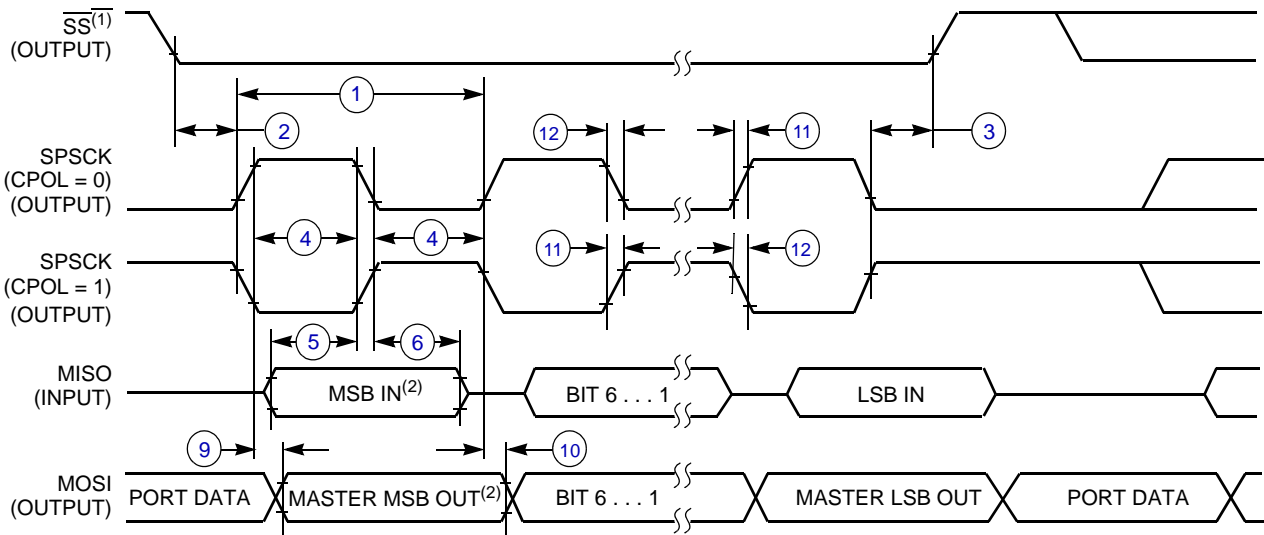 SS(1)
(OUTPUT)
1
2
12
11
3
SPSCK
(CPOL = 0)
(OUTPUT)
4
4
11
12
SPSCK
(CPOL = 1)
(OUTPUT)
5
6
MISO
(INPUT)
MSB IN(2)
BIT 6 . . . 1
LSB IN
9
10
MOSI
(OUTPUT)
PORT DATA
MASTER MSB OUT(2)
BIT 6 . . . 1
MASTER LSB OUT
PORT DATA